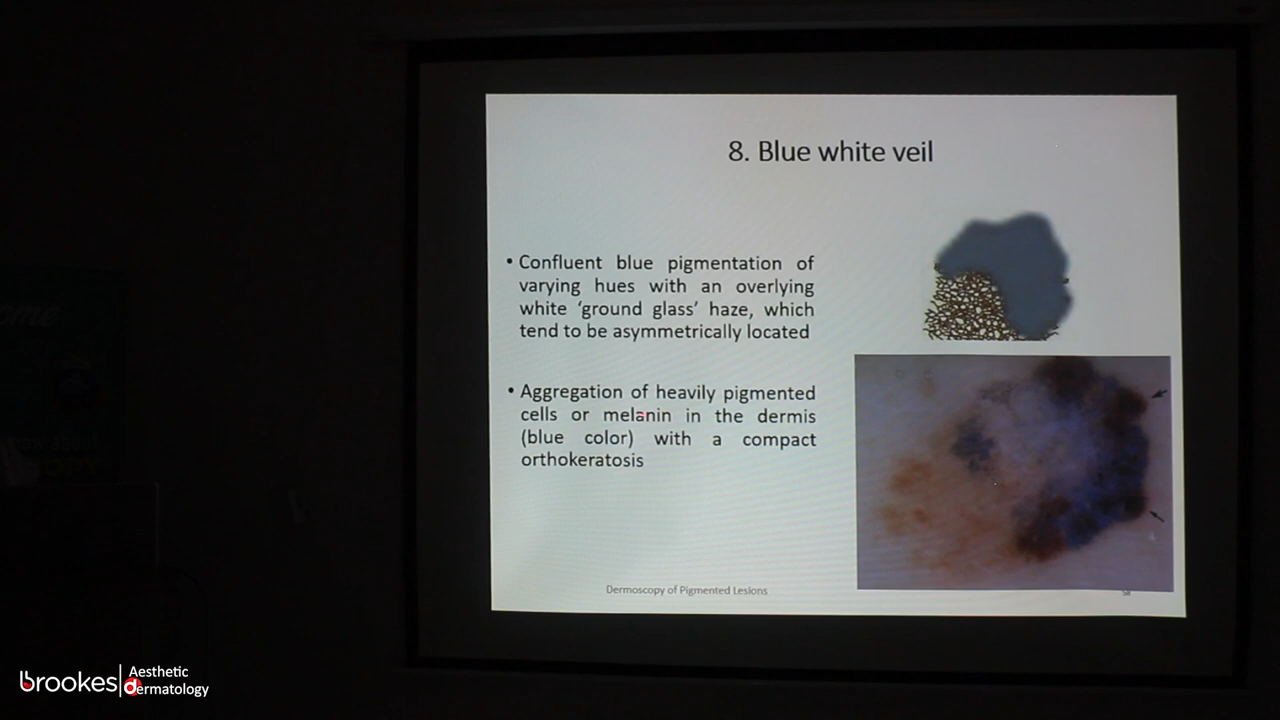 8. Blue white veil
• Confluent blue pigmentation of
varying hues with an overlying
white ‘ground glass’ haze, which
tend to be asymmetrically located
• Aggregation of heavily pigmented
cells or melanin in the dermis
(blue color) with a compact
orthokeratosis
Dermoscopy of Pigmented Lesions
brookes
Aesthetic
dermatology